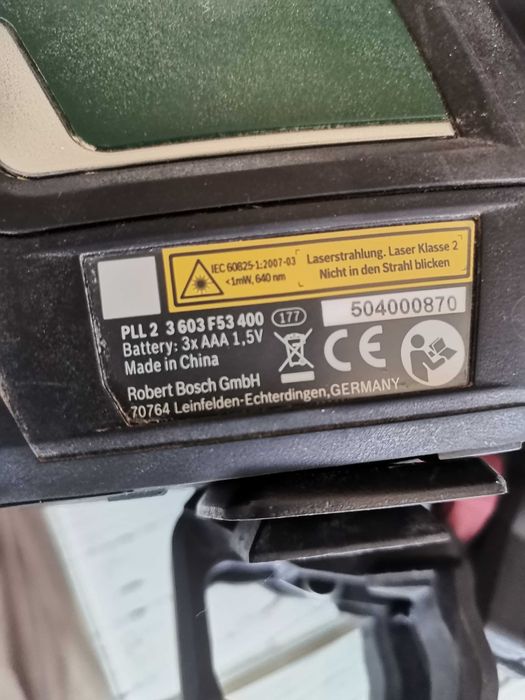 IEC 60825-1:2007-03
<1mW, 640 nm
Laserstrahlung. Laser Klasse 2
Nicht in den Strahl blicken
PLL 2 3 603 F53 400 177
504000870
Battery: 3x AAA 1,5V
Made in China
CE
Robert Bosch GmbH
70764 Leinfelden-Echterdingen,GERMANY